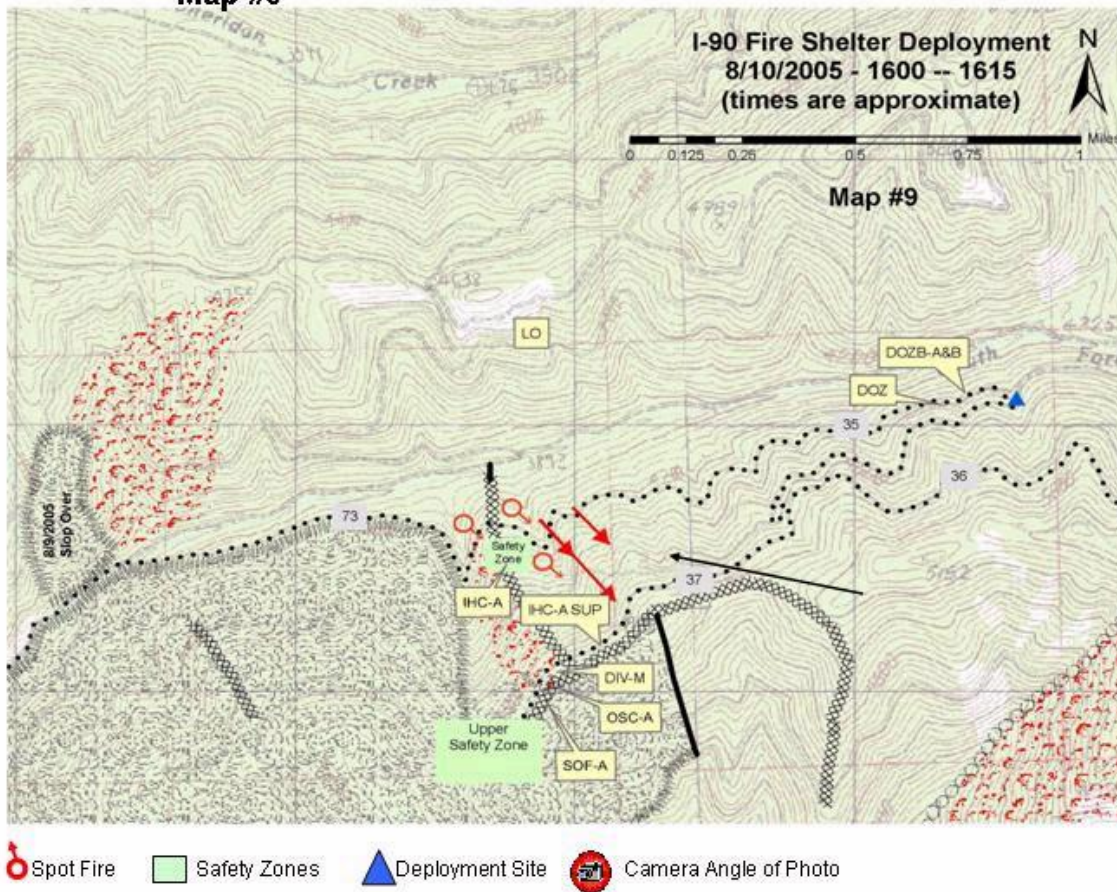 I-90 Fire Shelter Deployment
8/10/2005 - 1600 -- 1615
(times are approximate)
N
0 0.125 0.25 0.5 0.75 1 Miles
Map #9
Creek
4789
4638
LO
DOZB-A&B
DOZ
35
36
73
8/9/2005
Slop Over
Safety
Zone
IHC-A
IHC-A SUP
37
DIV-M
OSC-A
SOF-A
Upper
Safety Zone
Spot Fire
Safety Zones
Deployment Site
Camera Angle of Photo